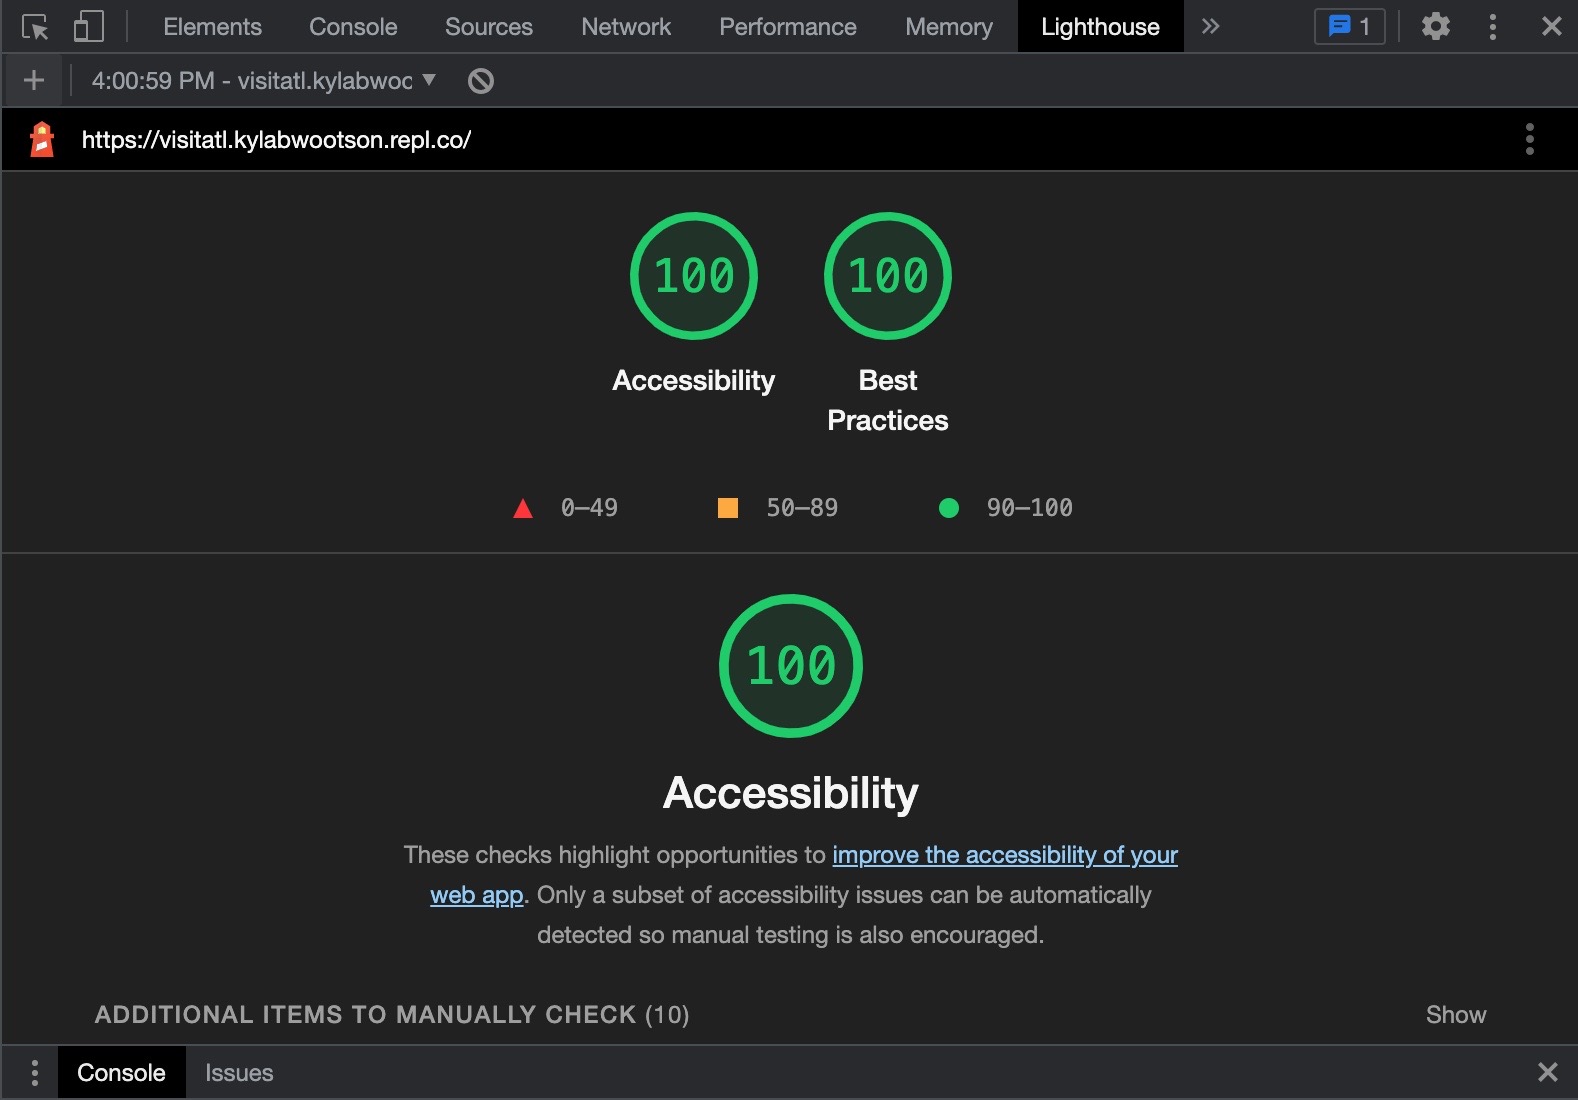 Elements Console Sources Network Performance Memory Lighthouse 1
4:00:59 PM - visitatl.kylabwoo
https://visitatl.kylabwootson.repl.co/
100 100
Accessibility Best
Practices
0–49 50–89 90–100
100
Accessibility
These checks highlight opportunities to improve the accessibility of your
web app. Only a subset of accessibility issues can be automatically
detected so manual testing is also encouraged.
ADDITIONAL ITEMS TO MANUALLY CHECK (10) Show
Console Issues